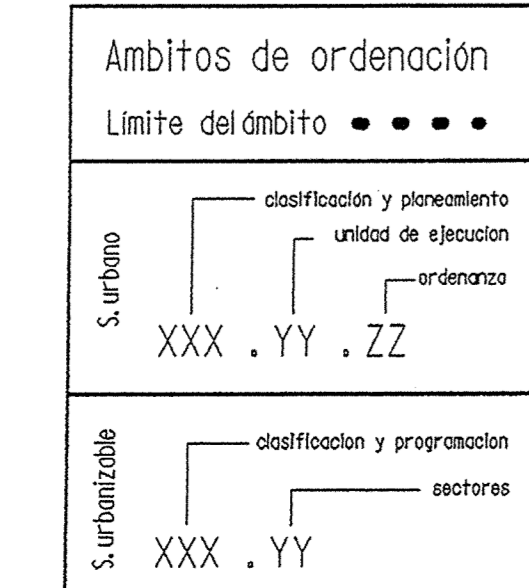 Ambitos de ordenación
Límite del ámbito
S. urbano
clasificación y planeamiento
unidad de ejecucion
ordenanza
XXX . YY . ZZ
S. urbanizable
clasificacion y programacion
sectores
XXX . YY